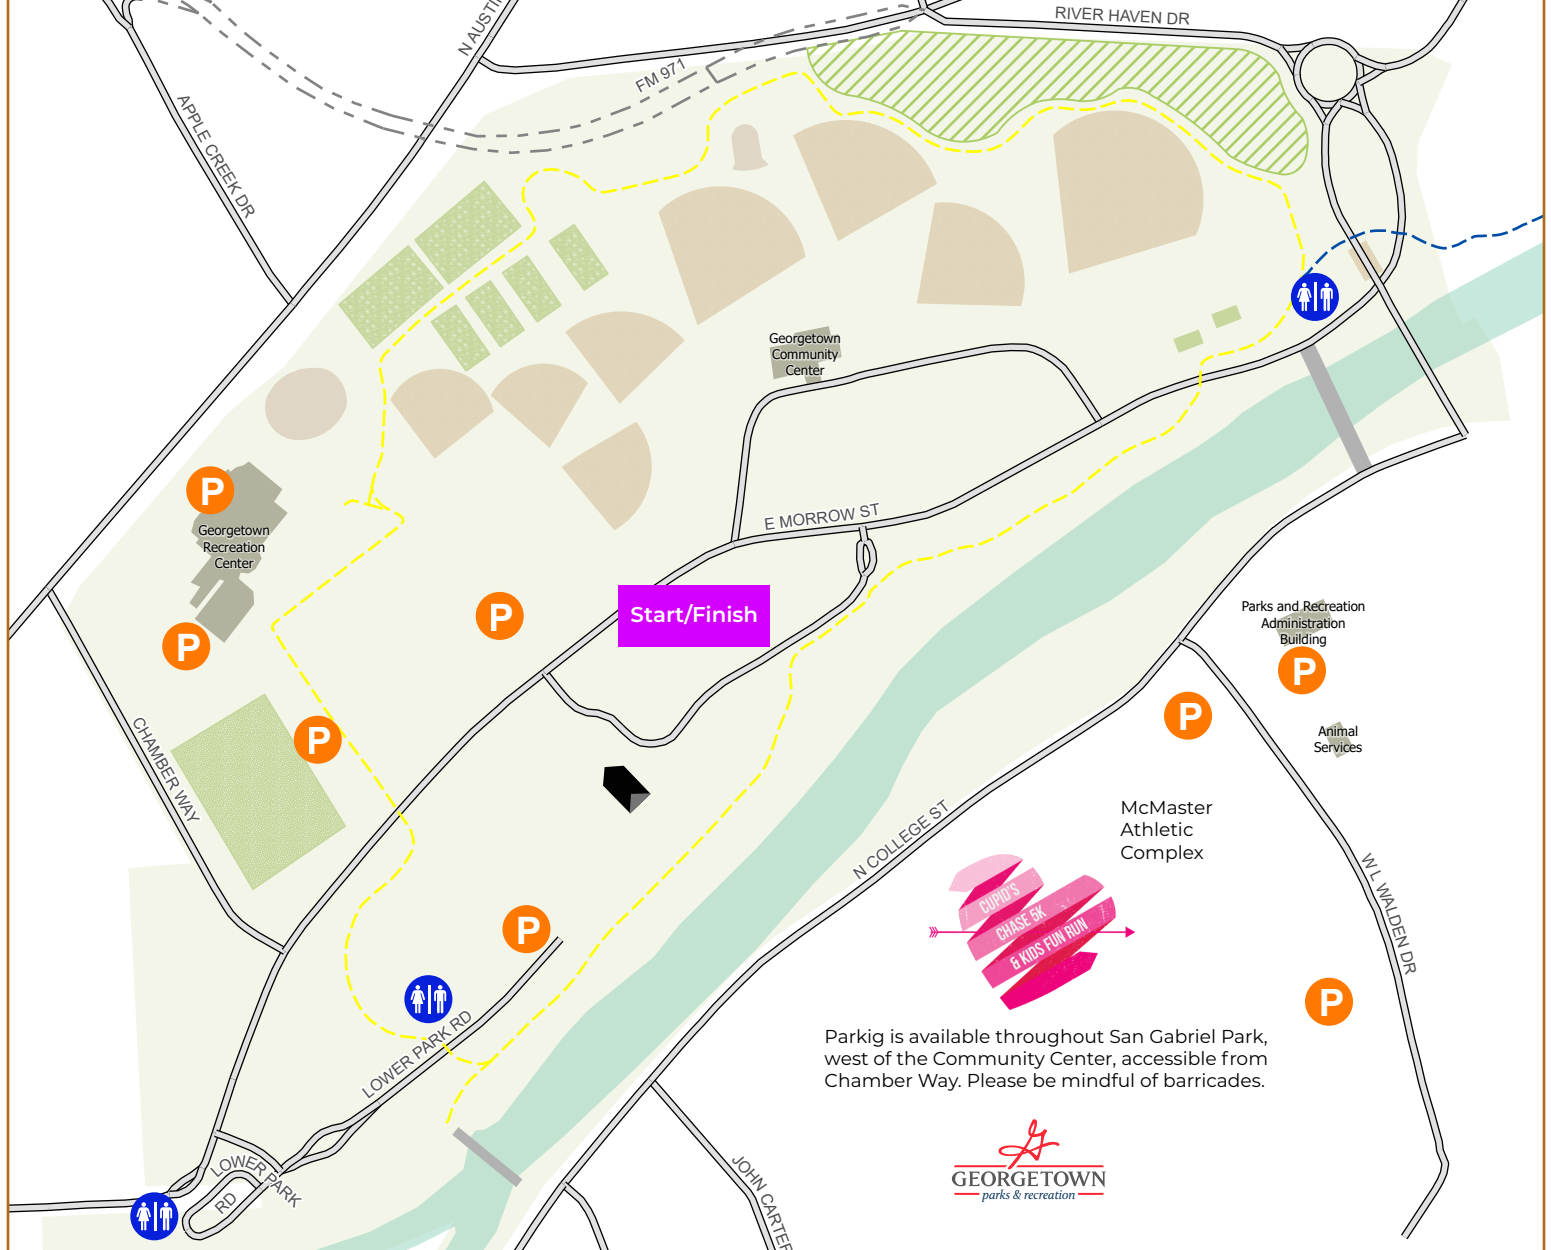 RIVER HAVEN DR
N AUSTIN
FM 971
APPLE CREEK DR
Georgetown
Community
Center
P
Georgetown
Recreation
Center
E MORROW ST
P
Start/Finish
P
Parks and Recreation
Administration
Building
P
P
P
Animal
Services
CHAMBER WAY
McMaster
Athletic
Complex
N COLLEGE ST
W L WALDEN DR
CUPID'S
CHASE 5K
& KIDS FUN RUN
P
P
LOWER PARK RD
Parkig is available throughout San Gabriel Park,
west of the Community Center, accessible from
Chamber Way. Please be mindful of barricades.
G
GEORGETOWN
parks & recreation
LOWER PARK
RD
JOHN CARTER